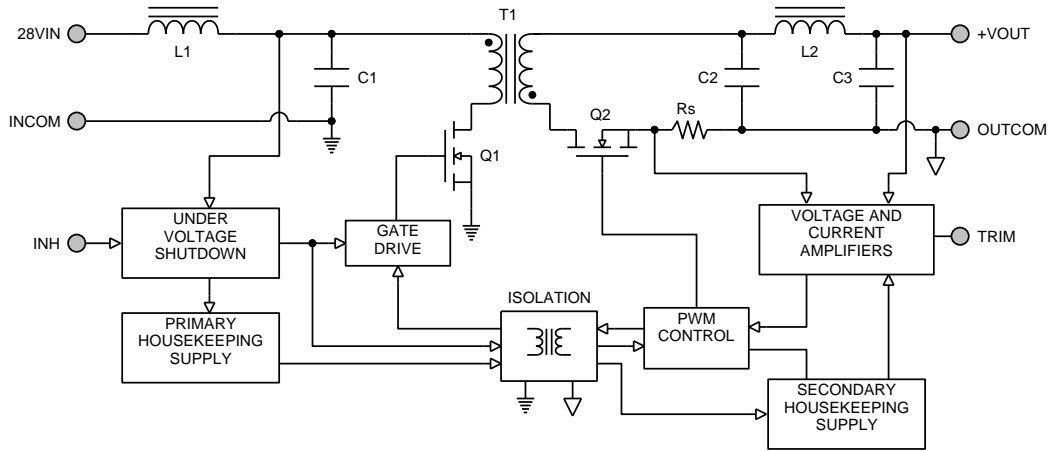 T1
28VIN
L1
C1
C2
L2
C3
+VOUT
INCOM
Q1
Q2
Rs
OUTCOM
INH
UNDER
VOLTAGE
SHUTDOWN
GATE
DRIVE
VOLTAGE AND
CURRENT
AMPLIFIERS
TRIM
ISOLATION
PRIMARY
HOUSEKEEPING
SUPPLY
PWM
CONTROL
SECONDARY
HOUSEKEEPING
SUPPLY